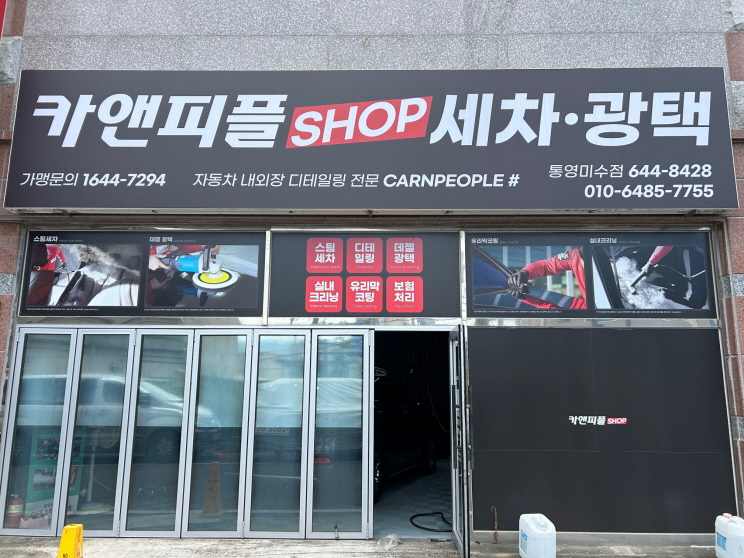 카앤피플 SHOP 세차·광택
가맹문의 1644-7294 자동차 내외장 디테일링 전문 CARNPEOPLE # 통영미수점 644-8428
010-6485-7755
스팀세차
데젤 광택
스팀
세차
디테
일링
데젤
광택
실내
크리닝
유리막
코팅
보험
처리
유리막코팅
실내크리닝
카앤피플 SHOP